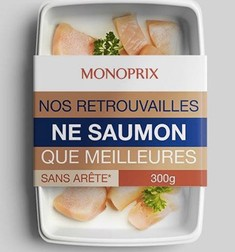 MONOPRIX
NOS RETROUVAILLES
NE SAUMON
QUE MEILLEURES
SANS ARÊTE* 300g